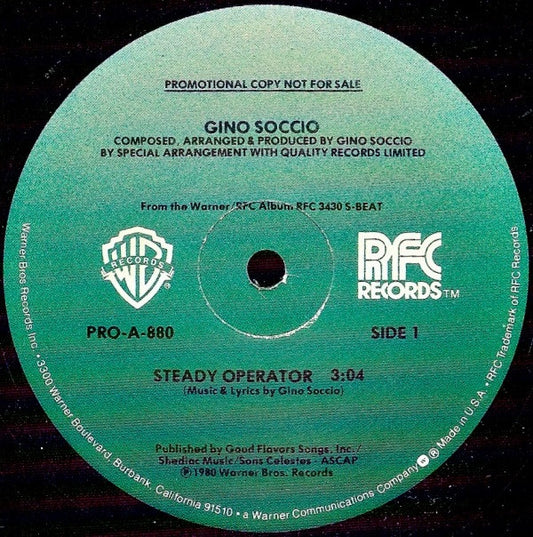 PROMOTIONAL COPY NOT FOR SALE
GINO SOCCIO
COMPOSED, ARRANGED & PRODUCED BY GINO SOCCIO
BY SPECIAL ARRANGEMENT WITH QUALITY RECORDS LIMITED
From the Warner/RFC Album RFC 3430 S-BEAT
WB
RECORDS
®
RFC
RECORDS TM
PRO-A-880
SIDE 1
STEADY OPERATOR 3:04
(Music & Lyrics by Gino Soccio)
Published by Good Flavors Songs, Inc./
Shediac Music/Sons Celestes - ASCAP
℗1980 Warner Bros. Records
Warner Bros Records Inc. • 3300 Warner Boulevard, Burbank, California 91510 • a Warner Communications Company ® Made in U.S.A. • RFC Trademark of RFC Records